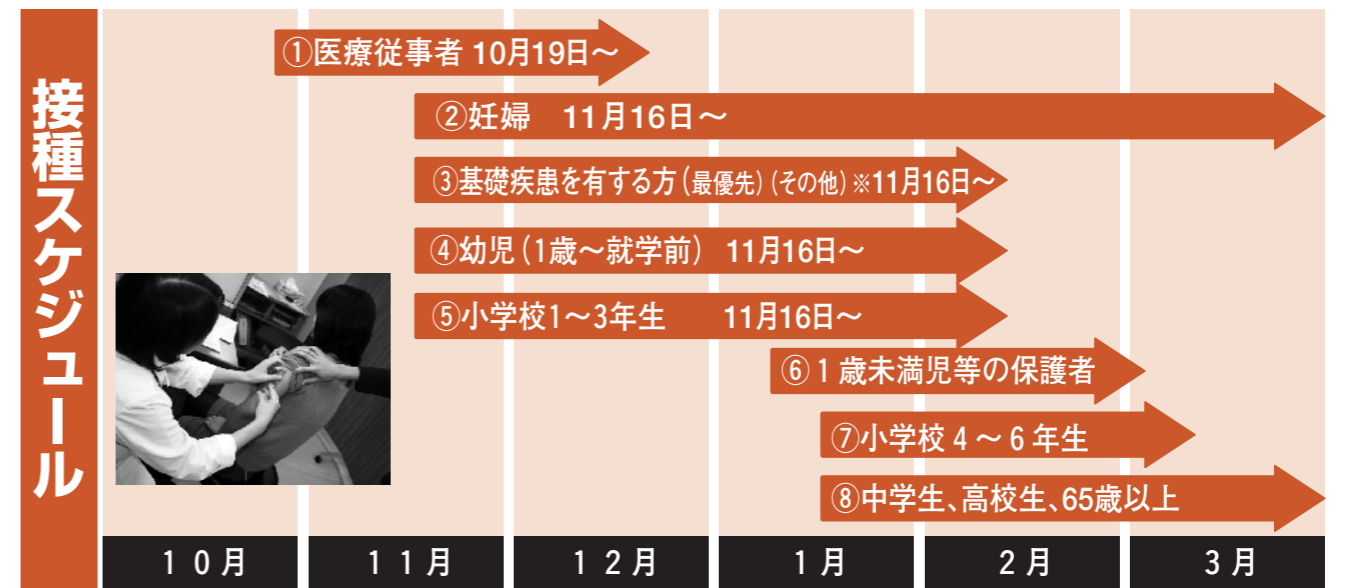 接種スケジュール
①医療従事者 10月19日~
②妊婦 11月16日~
③基礎疾患を有する方(最優先)(その他)※11月16日~
④幼児(1歳~就学前) 11月16日~
⑤小学校1~3年生 11月16日~
⑥1歳未満児等の保護者
⑦小学校4~6年生
⑧中学生、高校生、65歳以上
10月 11月 12月 1月 2月 3月